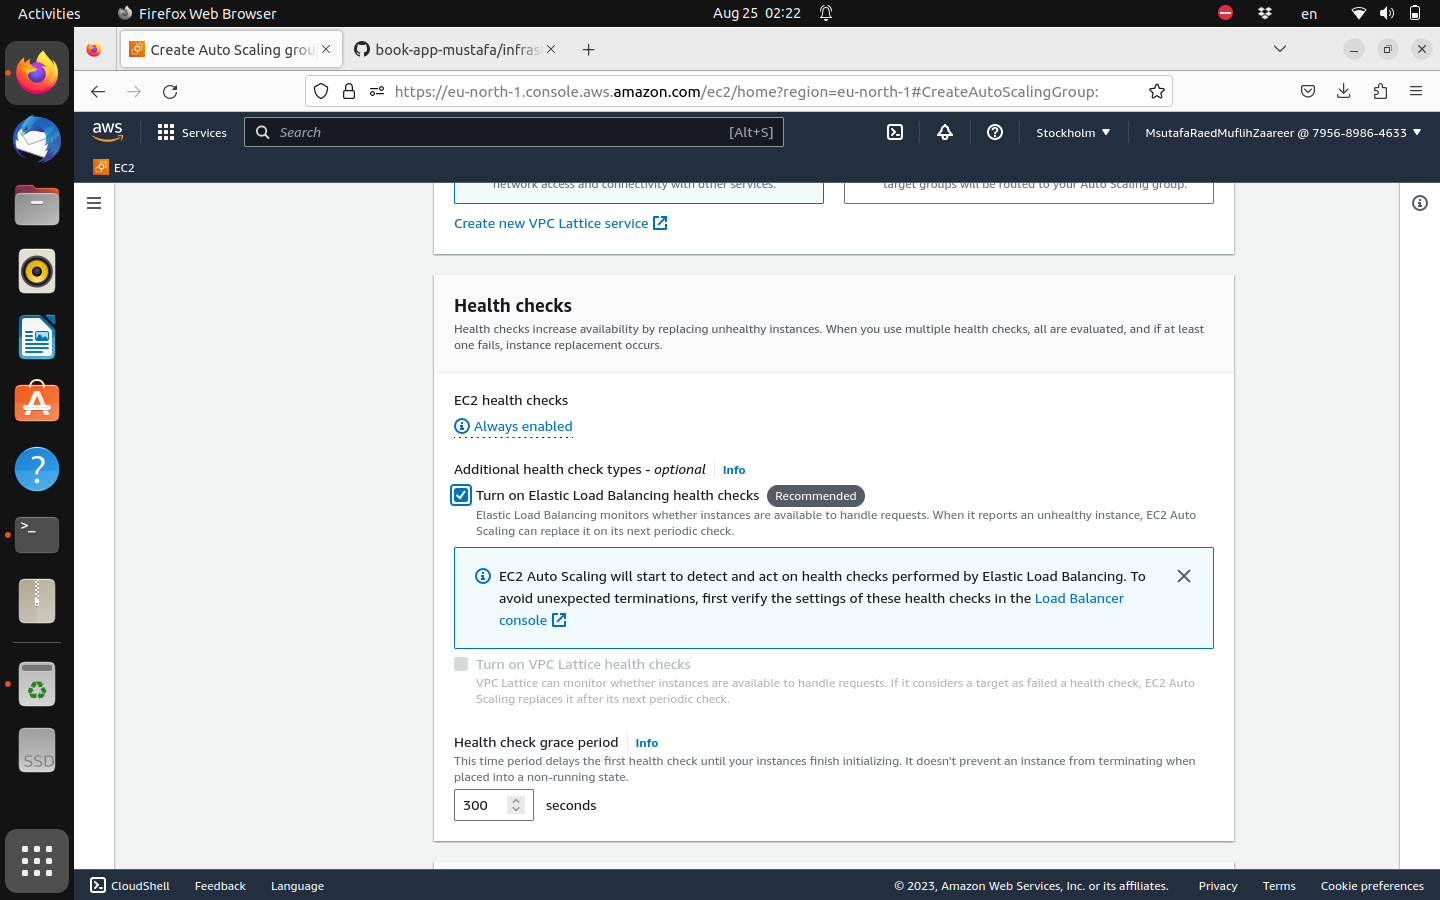 Activities
Firefox Web Browser
Aug 25 02:22
en
Create Auto Scaling grou
book-app-mustafa/infras
https://eu-north-1.console.aws.amazon.com/ec2/home?region=eu-north-1#CreateAutoScalingGroup:
aws
Services
Search
[Alt+S]
Stockholm
MsutafaRaedMuflihZaareer @ 7956-8986-4633
EC2
network access and connectivity with other services.
target groups will be routed to your Auto Scaling group.
Create new VPC Lattice service
Health checks
Health checks increase availability by replacing unhealthy instances. When you use multiple health checks, all are evaluated, and if at least
one fails, instance replacement occurs.
EC2 health checks
Always enabled
Additional health check types - optional
Info
Turn on Elastic Load Balancing health checks
Recommended
Elastic Load Balancing monitors whether instances are available to handle requests. When it reports an unhealthy instance, EC2 Auto
Scaling can replace it on its next periodic check.
EC2 Auto Scaling will start to detect and act on health checks performed by Elastic Load Balancing. To
avoid unexpected terminations, first verify the settings of these health checks in the Load Balancer
console
Turn on VPC Lattice health checks
VPC Lattice can monitor whether instances are available to handle requests. If it considers a target as failed a health check, EC2 Auto
Scaling replaces it after its next periodic check.
Health check grace period
Info
This time period delays the first health check until your instances finish initializing. It doesn't prevent an instance from terminating when
placed into a non-running state.
300
seconds
SSD
CloudShell
Feedback
Language
© 2023, Amazon Web Services, Inc. or its affiliates.
Privacy
Terms
Cookie preferences